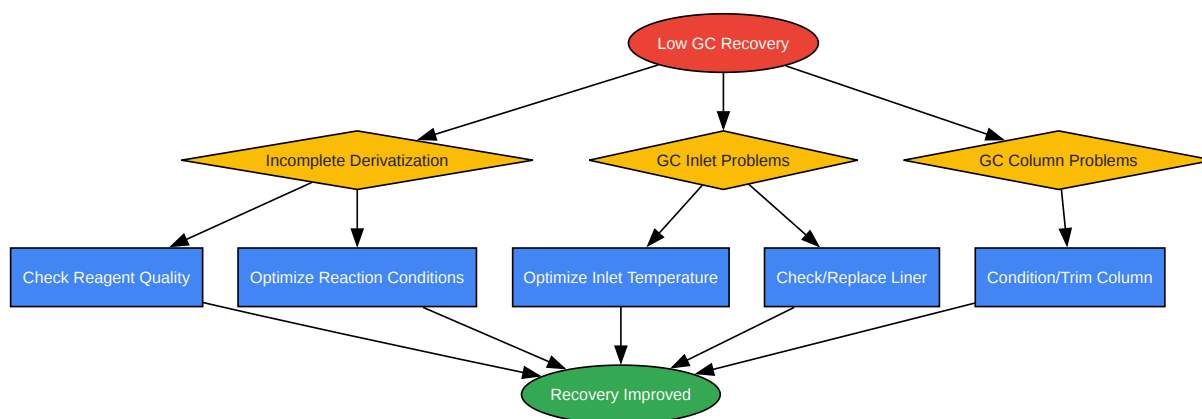 Low GC Recovery
Incomplete Derivatization
GC Inlet Problems
GC Column Problems
Check Reagent Quality
Optimize Reaction Conditions
Optimize Inlet Temperature
Check/Replace Liner
Condition/Trim Column
Recovery Improved